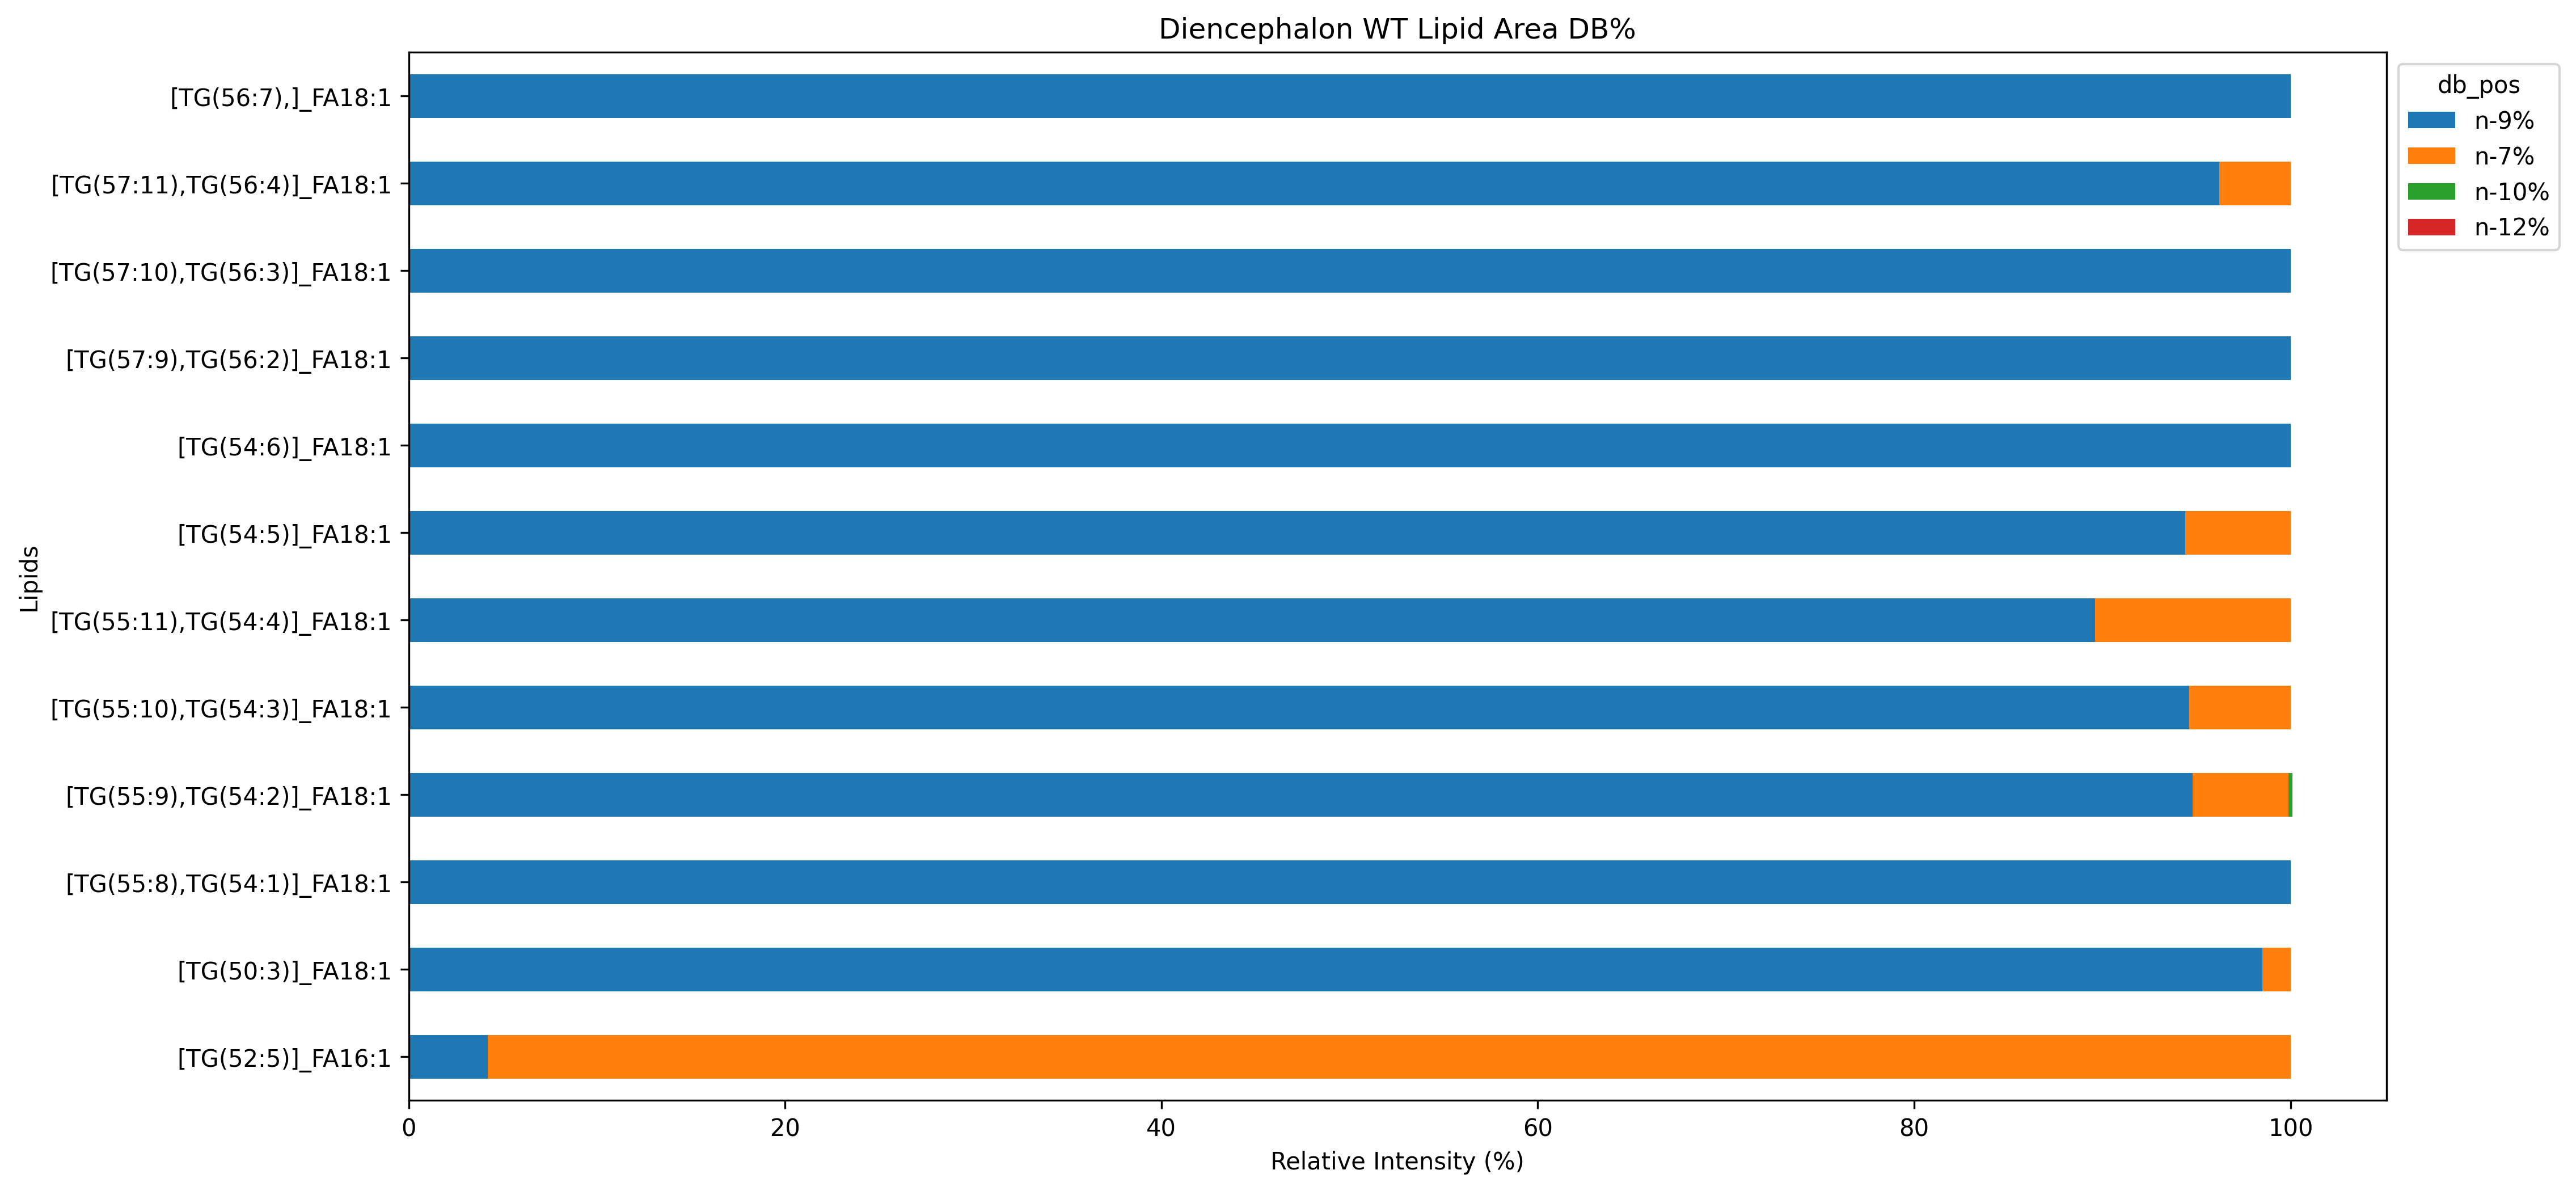 Diencephalon WT Lipid Area DB%
[TG(56:7),]_FA18:1
[TG(57:11),TG(56:4)]_FA18:1
[TG(57:10),TG(56:3)]_FA18:1
[TG(57:9),TG(56:2)]_FA18:1
[TG(54:6)]_FA18:1
[TG(54:5)]_FA18:1
[TG(55:11),TG(54:4)]_FA18:1
[TG(55:10),TG(54:3)]_FA18:1
[TG(55:9),TG(54:2)]_FA18:1
[TG(55:8),TG(54:1)]_FA18:1
[TG(50:3)]_FA18:1
[TG(52:5)]_FA16:1
Lipids
0 20 40 60 80 100
Relative Intensity (%)
db_pos
n-9%
n-7%
n-10%
n-12%